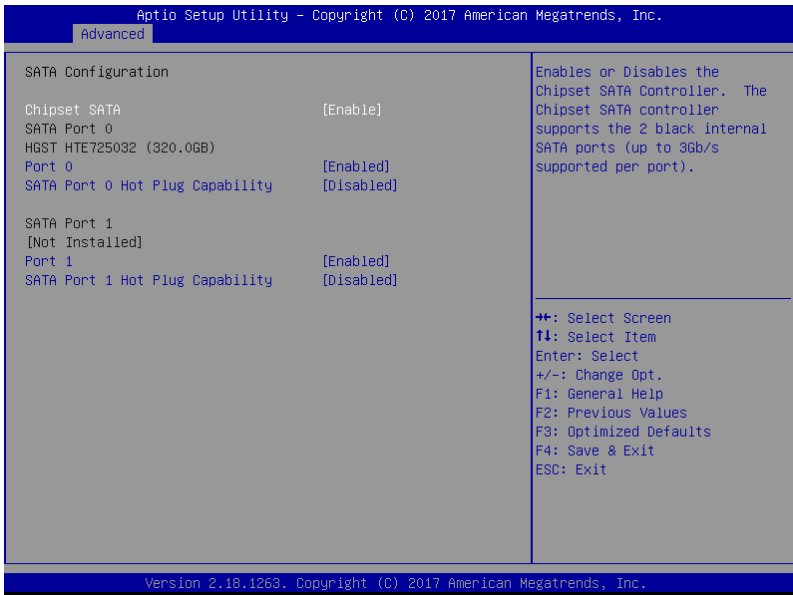 Aptio Setup Utility – Copyright (C) 2017 American Megatrends, Inc.
Advanced
SATA Configuration
Chipset SATA [Enable]
SATA Port 0
HGST HTE725032 (320.0GB)
Port 0 [Enabled]
SATA Port 0 Hot Plug Capability [Disabled]
SATA Port 1
[Not Installed]
Port 1 [Enabled]
SATA Port 1 Hot Plug Capability [Disabled]
Enables or Disables the
Chipset SATA Controller. The
Chipset SATA controller
supports the 2 black internal
SATA ports (up to 3Gb/s
supported per port).
→←: Select Screen
↑↓: Select Item
Enter: Select
+/-: Change Opt.
F1: General Help
F2: Previous Values
F3: Optimized Defaults
F4: Save & Exit
ESC: Exit
Version 2.18.1263. Copyright (C) 2017 American Megatrends, Inc.